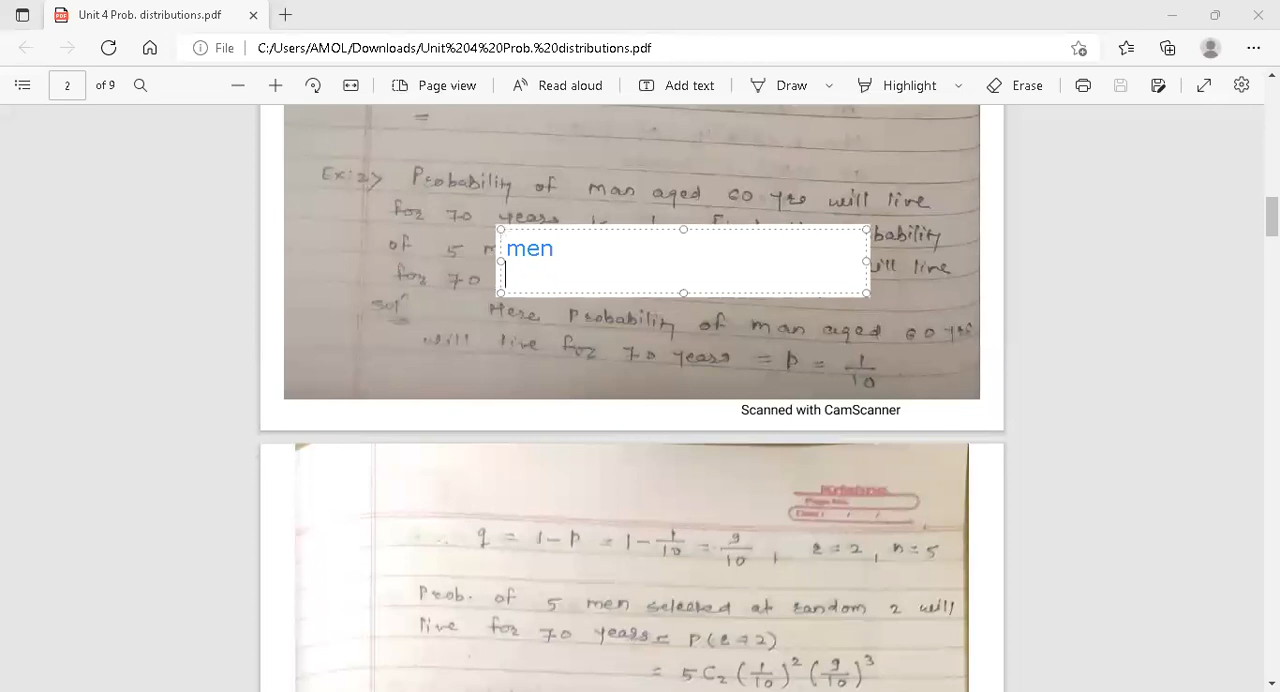 Unit 4 Prob. distributions.pdf
File C:/Users/AMOL/Downloads/Unit%204%20Prob.%20distributions.pdf
2 of 9 Page view Read aloud Add text Draw Highlight Erase
=
Ex:2> Probability of man aged 60 yrs will live
for 70 years
of 5 bability
for 70 will live
men
Solⁿ Here Probability of man aged 60 yrs
will live for 70 years = p = 1/10
Scanned with CamScanner
q = 1 - p = 1 - 1/10 = 9/10, r = 2, n = 5
Prob. of 5 men selected at random 2 will
live for 70 years = P(r=2)
= 5C₂ (1/10)² (9/10)³